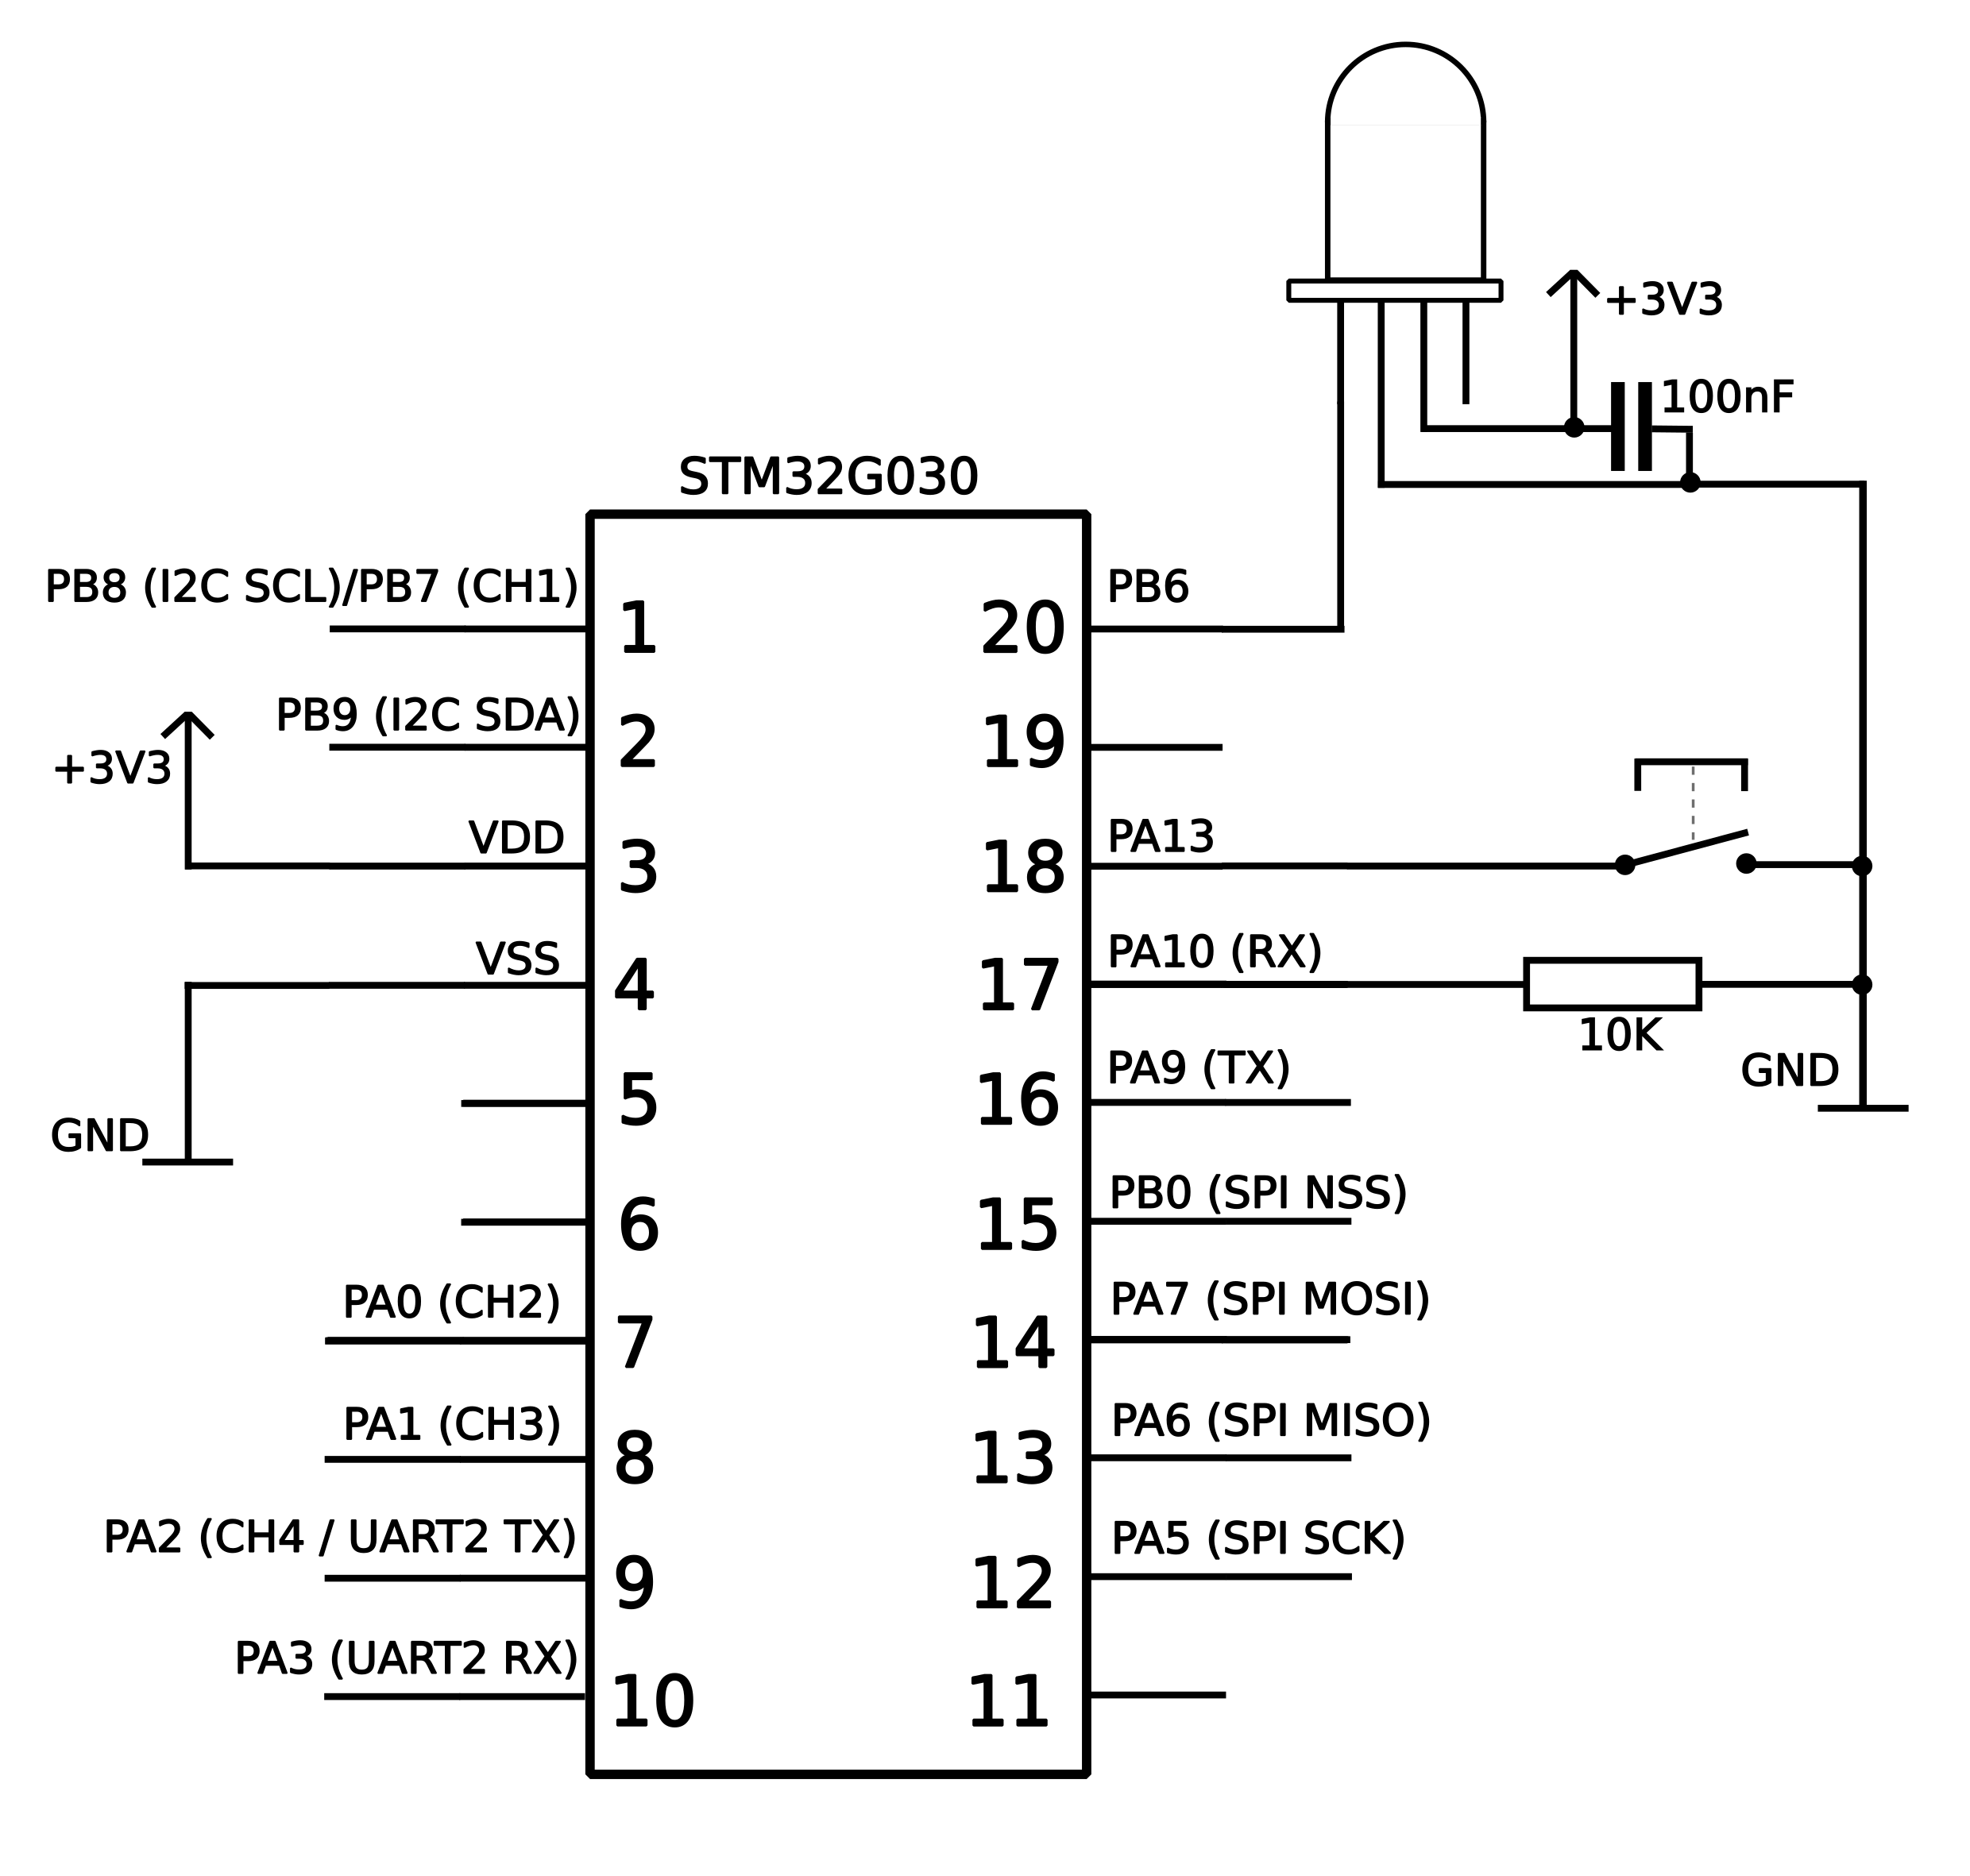 +3V3
100nF
STM32G030
PB8 (I2C SCL)/PB7 (CH1)
1
20
PB6
PB9 (I2C SDA)
2
19
+3V3
VDD
3
18
PA13
VSS
4
17
PA10 (RX)
10K
GND
GND
5
16
PA9 (TX)
6
15
PB0 (SPI NSS)
PA0 (CH2)
7
14
PA7 (SPI MOSI)
PA1 (CH3)
8
13
PA6 (SPI MISO)
PA2 (CH4 / UART2 TX)
9
12
PA5 (SPI SCK)
PA3 (UART2 RX)
10
11